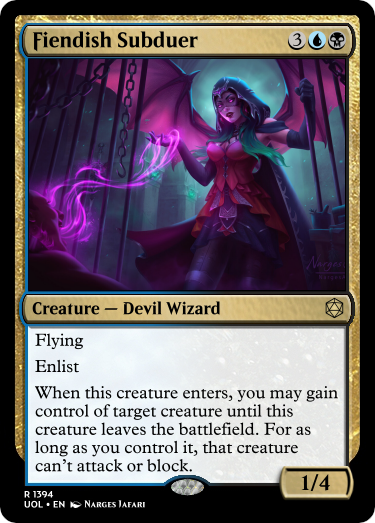 Fiendish Subduer 3
Narges
Creature — Devil Wizard
Flying
Enlist
When this creature enters, you may gain
control of target creature until this
creature leaves the battlefield. For as
long as you control it, that creature
can't attack or block.
1/4
R 1394
UOL • EN Narges Jafari